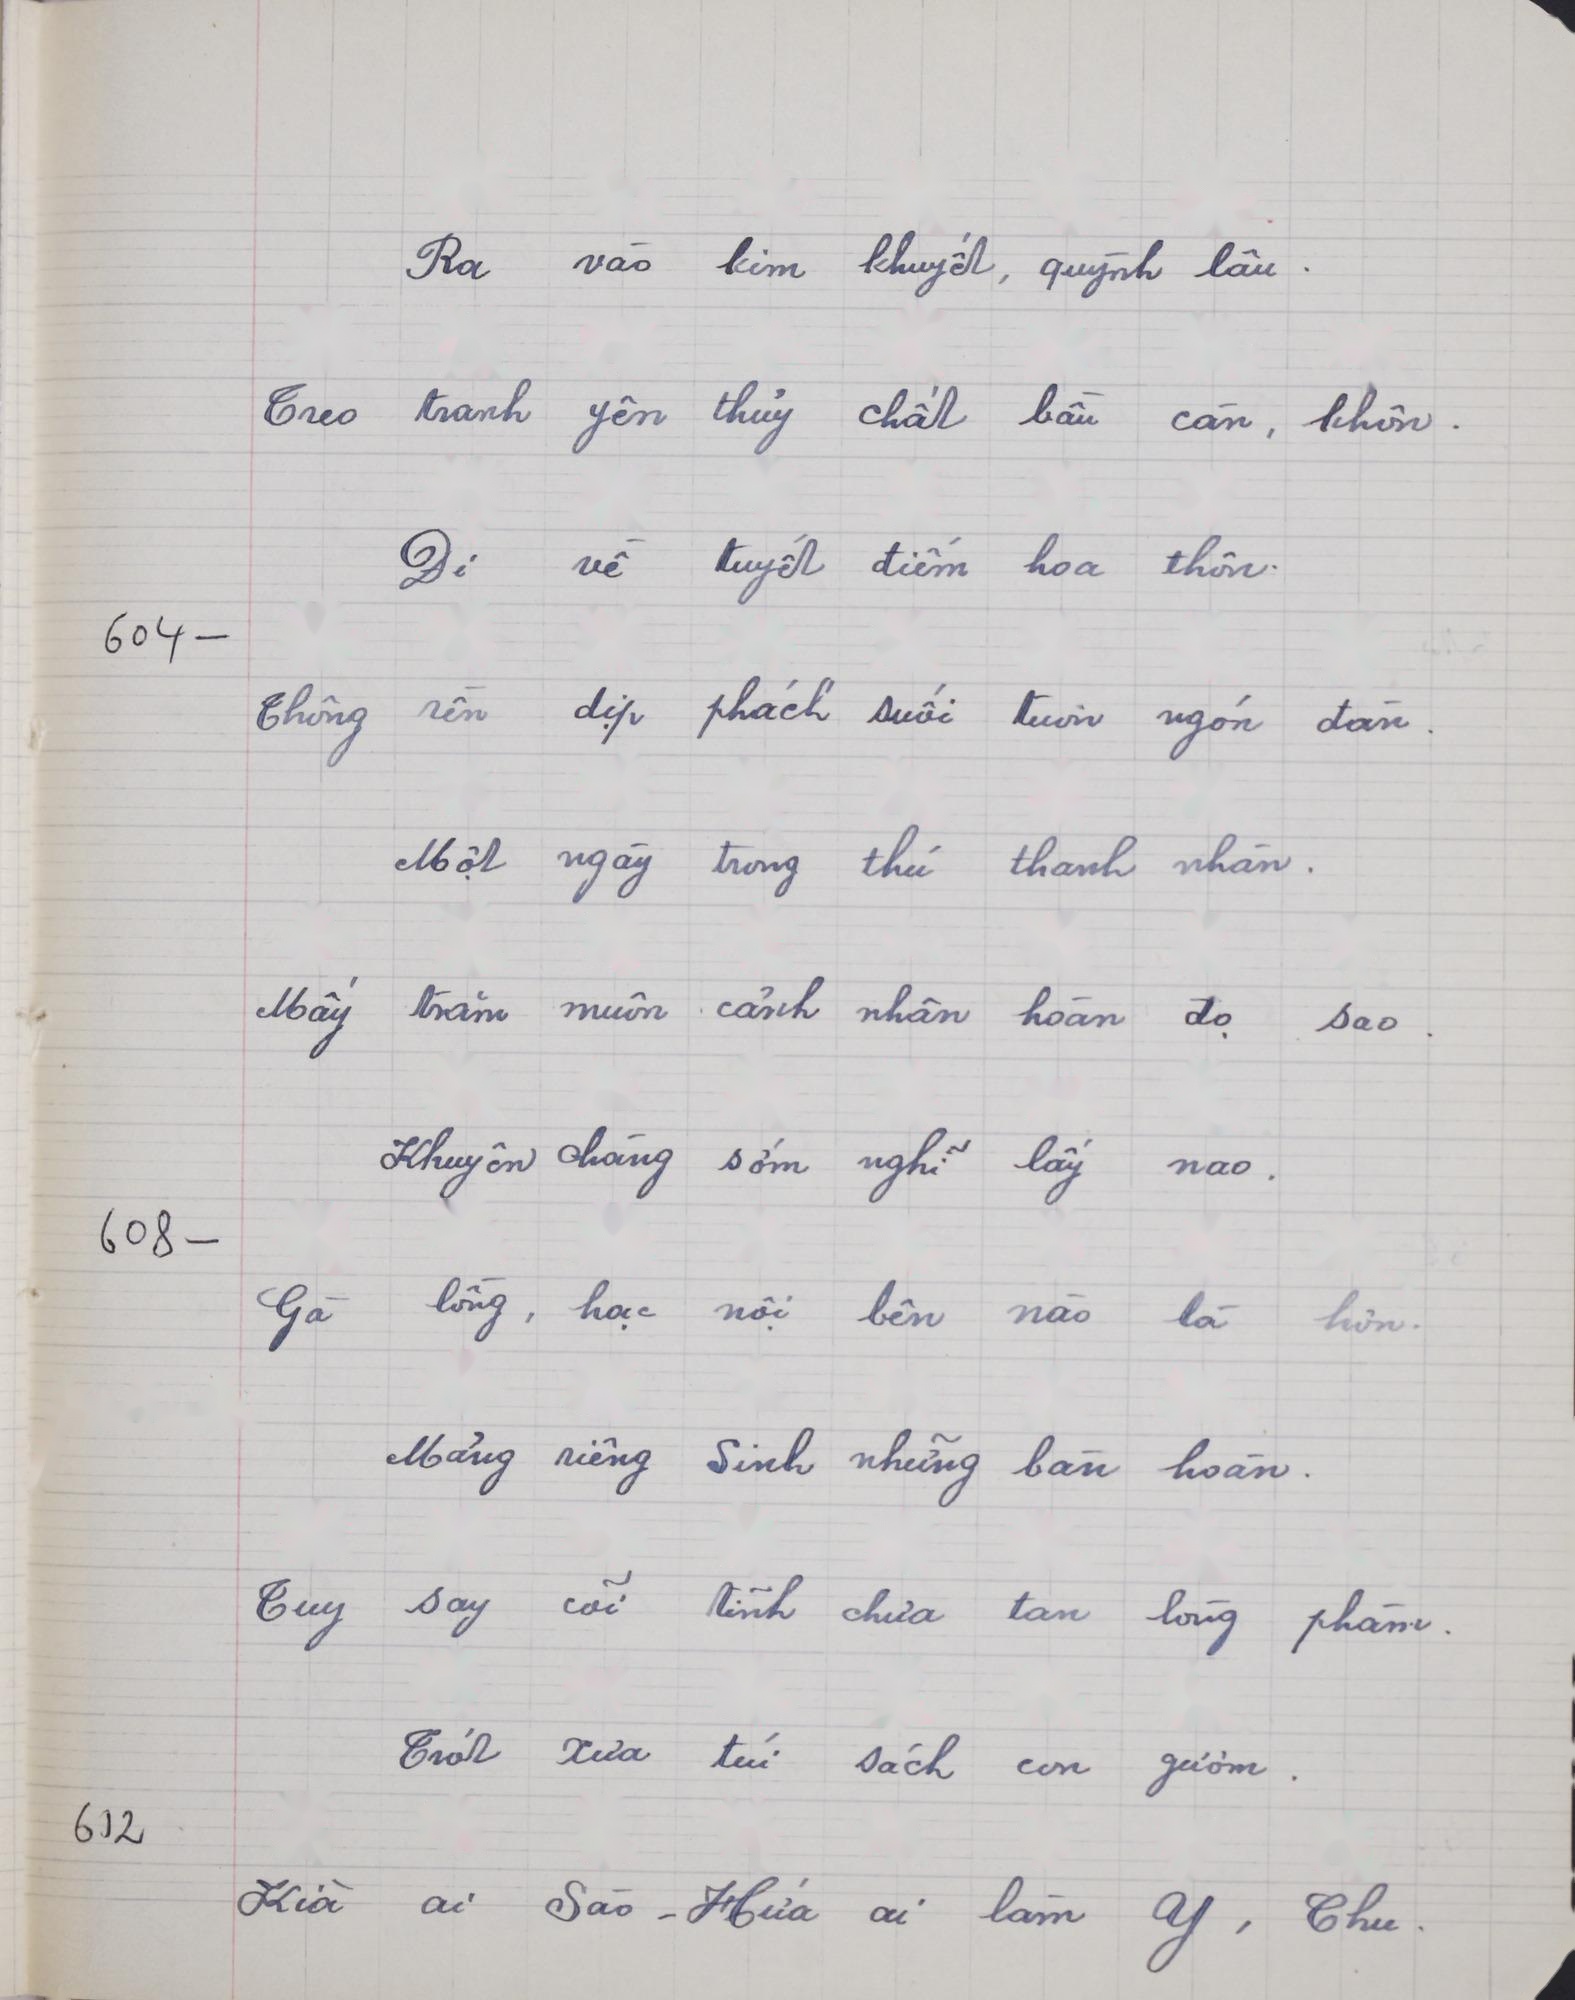 Ra vào kim khuyết, quỳnh lâu.
Treo tranh yên thủy chất bầu càn, khôn.
Đi về tuyết điếm hoa thôn.
604-
Thông rền dịp phách suối tuôn ngón đàn.
Một ngày trong thú thanh nhàn.
Mấy trăm muôn cảnh nhân hoàn đọ sao.
Khuyên chàng sớm nghĩ lấy nao.
608-
Gà lồng, hạc nội bên nào là hơn.
Mảng riêng Sinh những bàn hoàn.
Tuy say cõi tĩnh chưa tan lòng phàm.
Trót xưa túi sách con gươm.
612
Kìa ai Sào-Hứa ai làm Y, Chu.